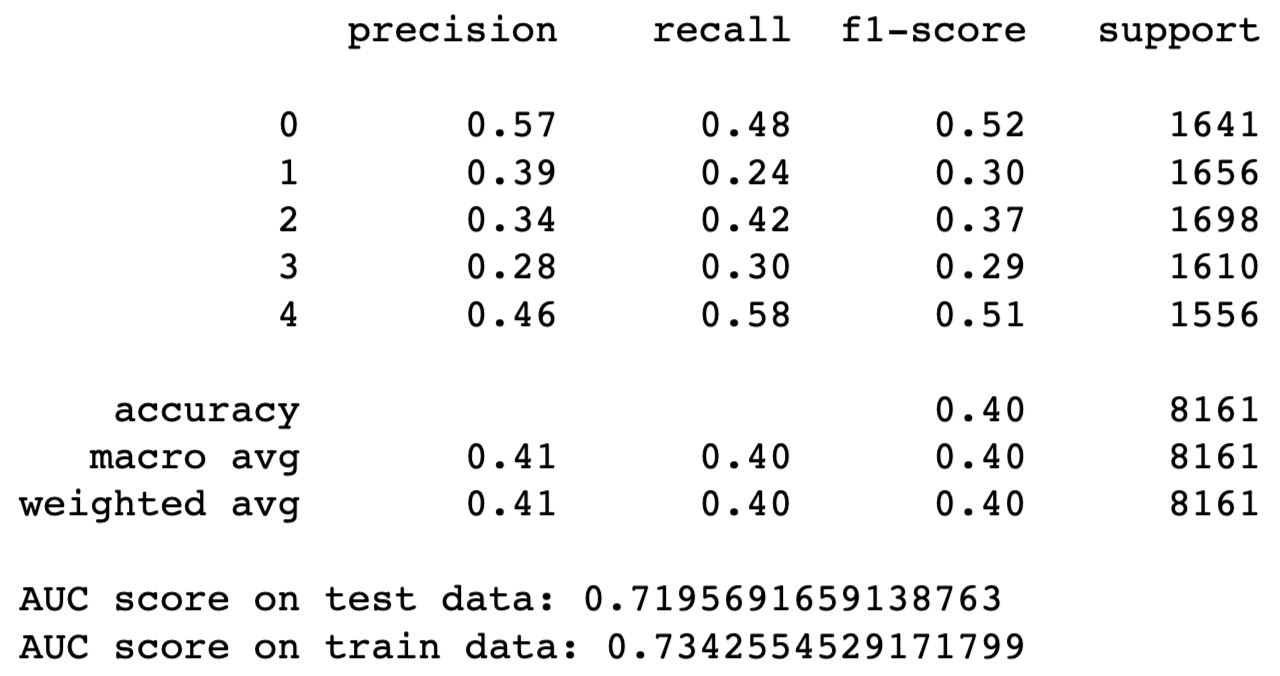 precision recall f1-score support
0 0.57 0.48 0.52 1641
1 0.39 0.24 0.30 1656
2 0.34 0.42 0.37 1698
3 0.28 0.30 0.29 1610
4 0.46 0.58 0.51 1556
accuracy 0.40 8161
macro avg 0.41 0.40 0.40 8161
weighted avg 0.41 0.40 0.40 8161
AUC score on test data: 0.7195691659138763
AUC score on train data: 0.7342554529171799